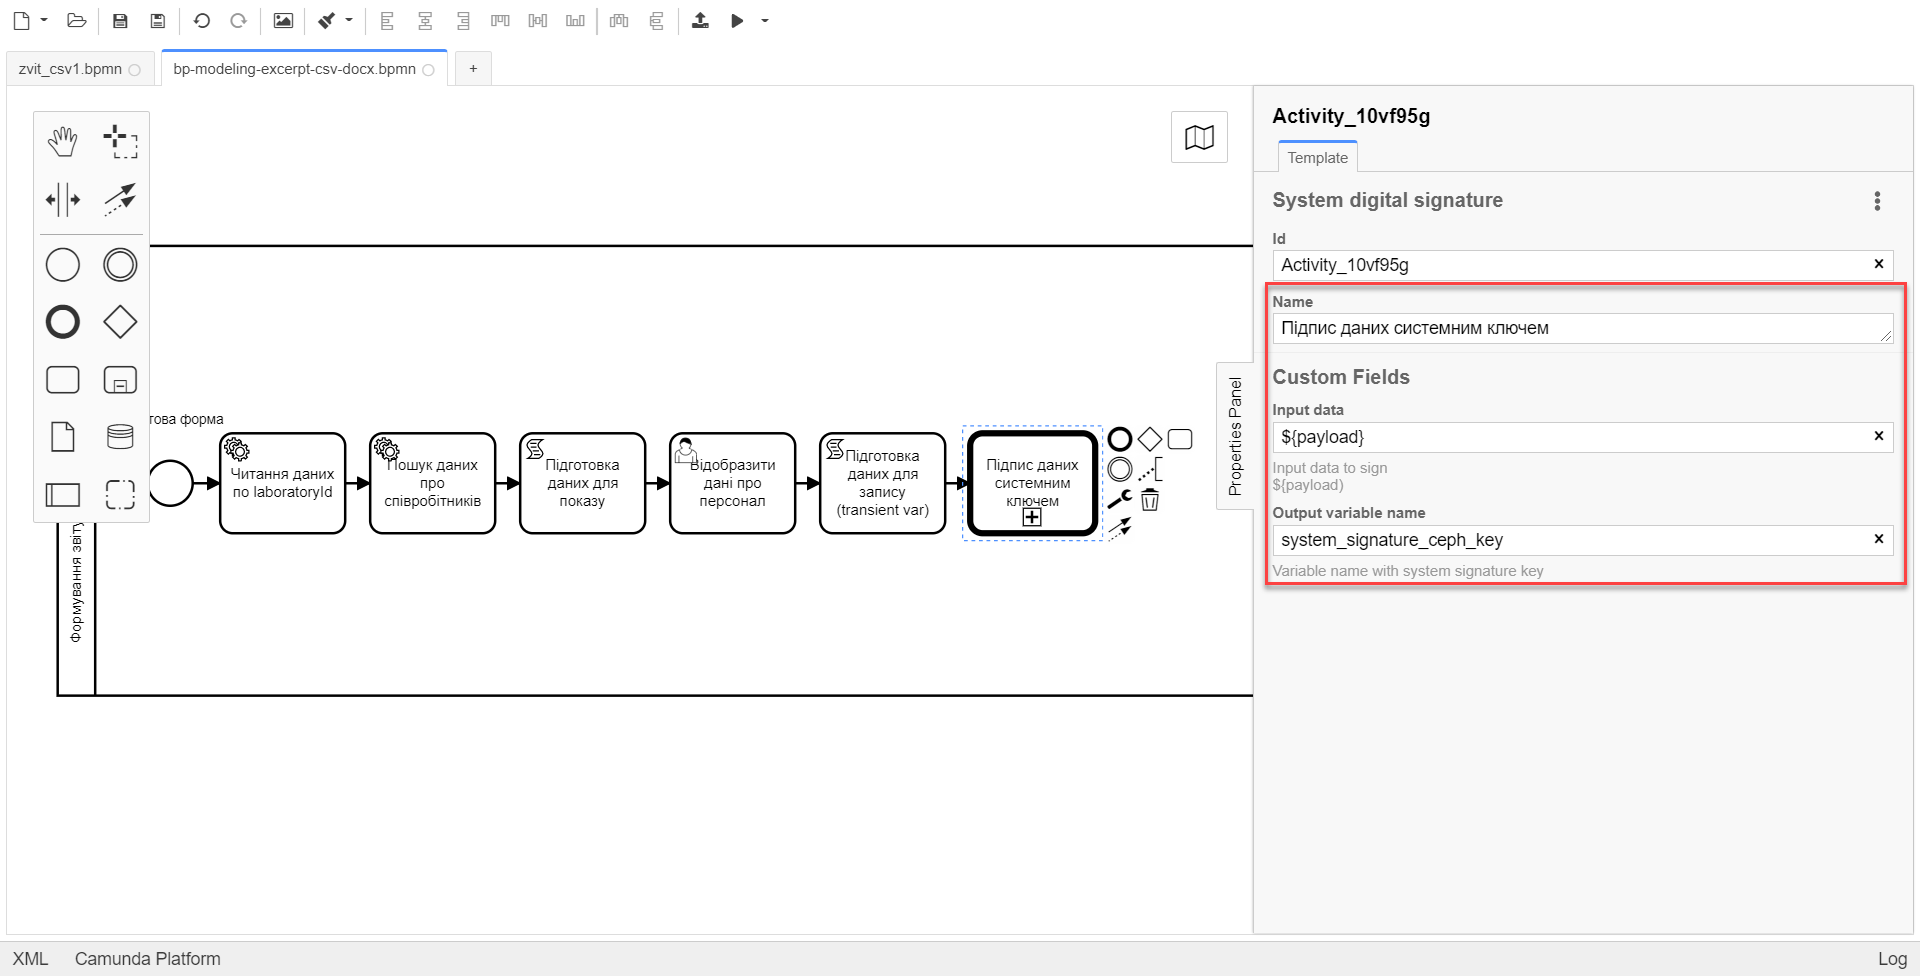 zvit_csv1.bpmn
bp-modeling-excerpt-csv-docx.bpmn
+
Activity_10vf95g
Template
System digital signature
Id
Activity_10vf95g
Name
Підпис даних системним ключем
Custom Fields
Input data
${payload}
Input data to sign
${payload)
Output variable name
system_signature_ceph_key
Variable name with system signature key
Properties Panel
Формування звіту
това форма
Читання даних
по laboratoryId
Пошук даних
про
співробітників
Підготовка
даних для
показу
Відобразити
дані про
персонал
Підготовка
даних для
запису
(transient var)
Підпис даних
системним
ключем
XML
Camunda Platform
Log